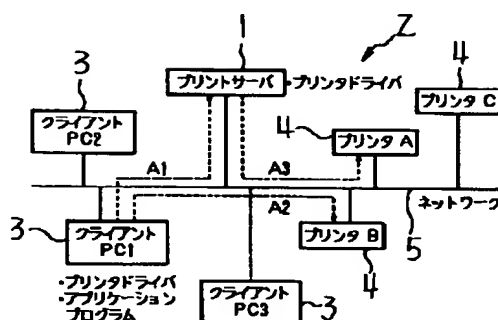 1
Z
プリントサーバ
・プリンタドライバ
4
プリンタC
3
クライアント
PC2
4
プリンタA
A1
A3
ネットワーク
A2
5
3
クライアント
PC1
プリンタB
4
・プリンタドライバ
・アプリケーション
プログラム
クライアント
PC3
3